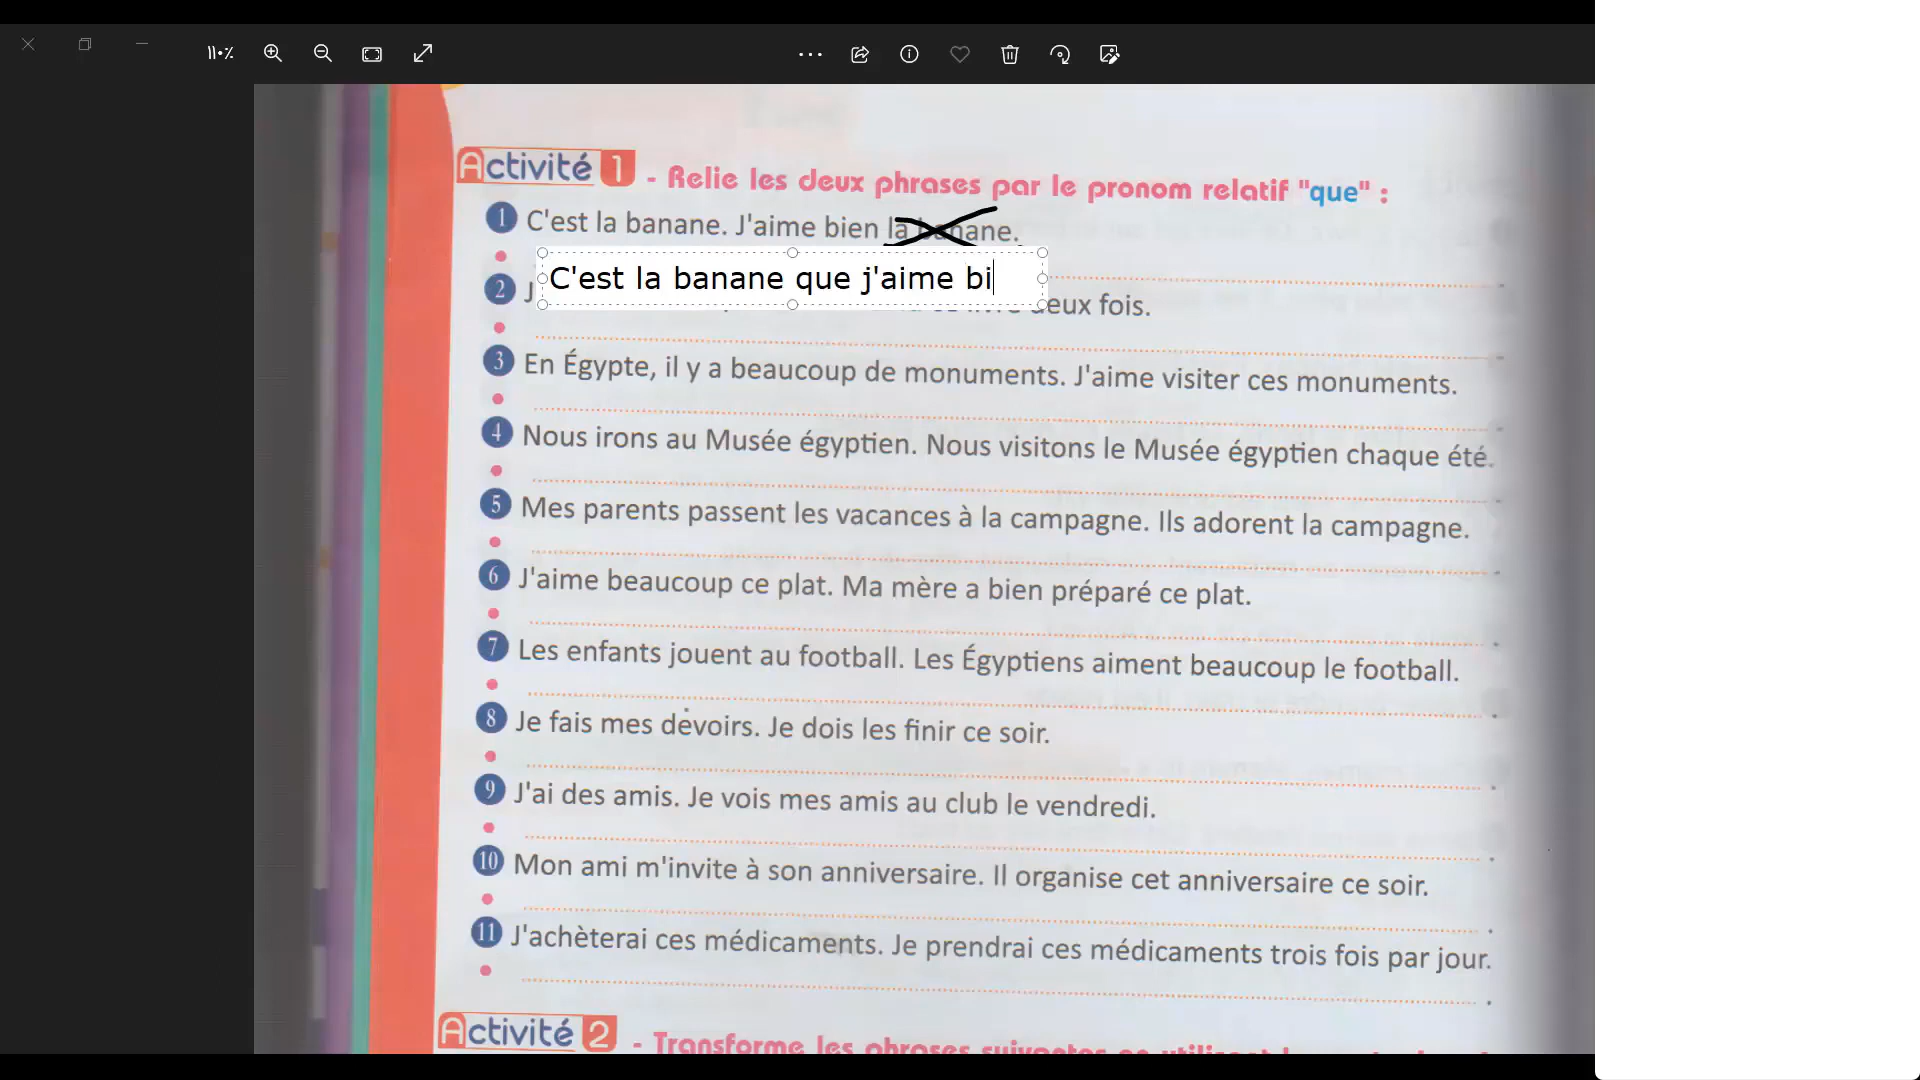 ١١٠٪
Activité 1 - Relie les deux phrases par le pronom relatif "que" :
1 C'est la banane. J'aime bien la banane.
C'est la banane que j'aime bi
2 J deux fois.
3 En Égypte, il y a beaucoup de monuments. J'aime visiter ces monuments.
4 Nous irons au Musée égyptien. Nous visitons le Musée égyptien chaque été.
5 Mes parents passent les vacances à la campagne. Ils adorent la campagne.
6 J'aime beaucoup ce plat. Ma mère a bien préparé ce plat.
7 Les enfants jouent au football. Les Égyptiens aiment beaucoup le football.
8 Je fais mes devoirs. Je dois les finir ce soir.
9 J'ai des amis. Je vois mes amis au club le vendredi.
10 Mon ami m'invite à son anniversaire. Il organise cet anniversaire ce soir.
11 J'achèterai ces médicaments. Je prendrai ces médicaments trois fois par jour.
Activité 2 - Transforme les phrases suivantes en utilisant